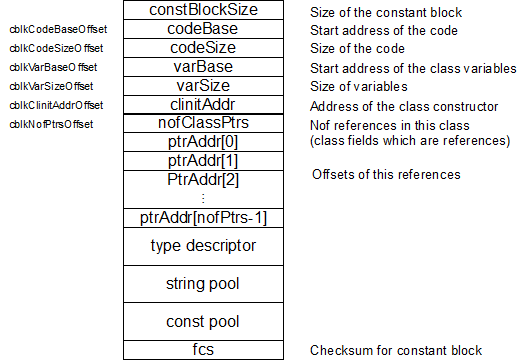 constBlockSize Size of the constant block
cblkCodeBaseOffset codeBase Start address of the code
cblkCodeSizeOffset codeSize Size of the code
cblkVarBaseOffset varBase Start address of the class variables
cblkVarSizeOffset varSize Size of variables
cblkClinitAddrOffset clinitAddr Address of the class constructor
cblkNofPtrsOffset nofClassPtrs Nof references in this class
ptrAddr[0] (class fields which are references)
ptrAddr[1]
PtrAddr[2] Offsets of this references
⋮
ptrAddr[nofPtrs-1]
type descriptor
string pool
const pool
fcs Checksum for constant block